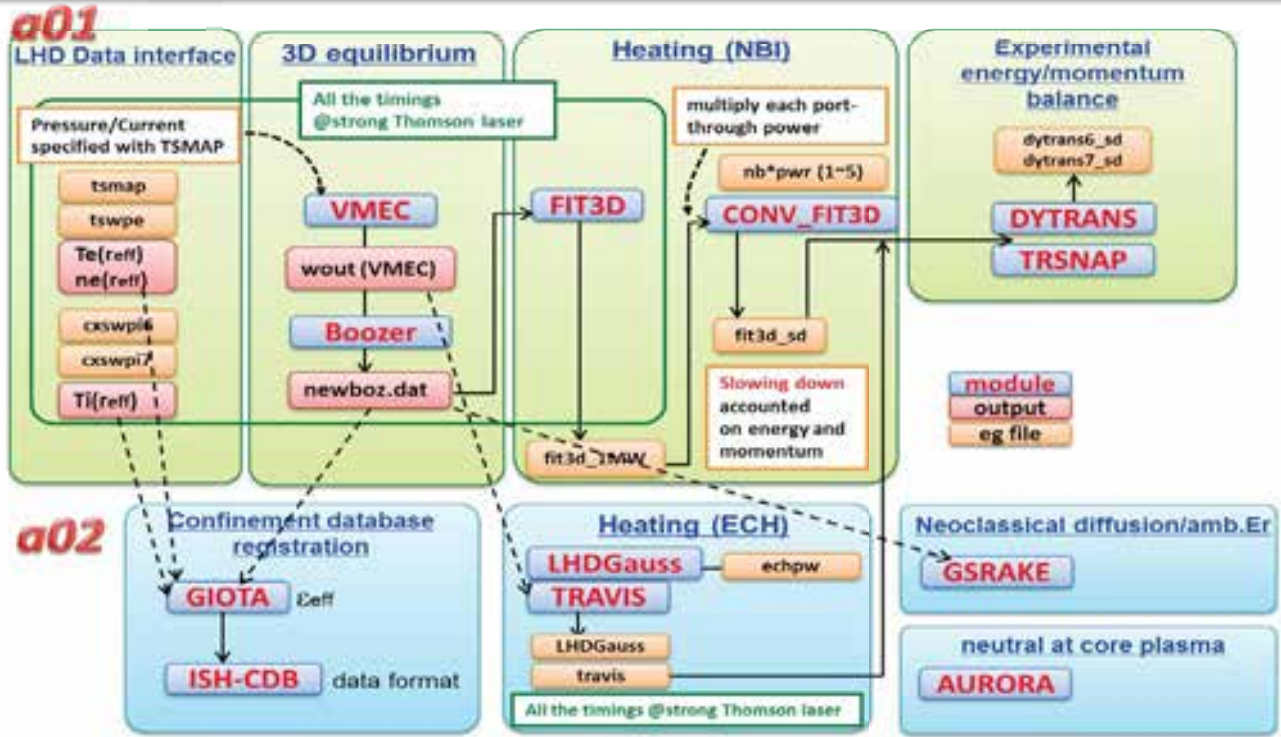 a01
LHD Data interface
Pressure/Current
specified with TSMAP
tsmap
tswpe
Te(reff)
ne(reff)
cxswpi6
cxswpi7
Ti(reff)
3D equilibrium
All the timings
@strong Thomson laser
VMEC
wout (VMEC)
Boozer
newboz.dat
Heating (NBI)
multiply each port-
through power
nb*pwr (1~5)
FIT3D
CONV_FIT3D
fit3d_sd
Slowing down
accounted
on energy and
momentum
fit3d_1MW
Experimental
energy/momentum
balance
dytrans6_sd
dytrans7_sd
DYTRANS
TRSNAP
module
output
eg file
a02
Confinement database
registration
GIOTA
εeff
ISH-CDB
data format
Heating (ECH)
LHDGauss
echpw
TRAVIS
LHDGauss
travis
All the timings @strong Thomson laser
Neoclassical diffusion/amb.Er
GSRAKE
neutral at core plasma
AURORA